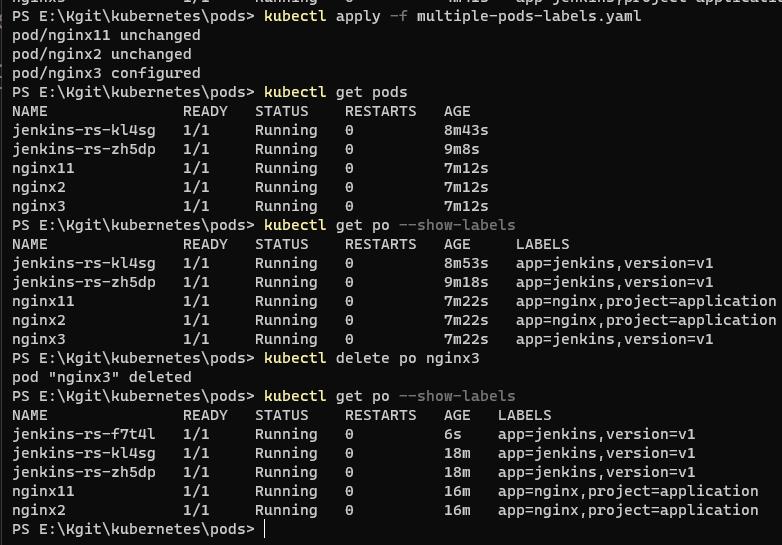 PS E:\Kgit\kubernetes\pods> kubectl apply -f multiple-pods-labels.yaml
pod/nginx11 unchanged
pod/nginx2 unchanged
pod/nginx3 configured
PS E:\Kgit\kubernetes\pods> kubectl get pods
NAME READY STATUS RESTARTS AGE
jenkins-rs-kl4sg 1/1 Running 0 8m43s
jenkins-rs-zh5dp 1/1 Running 0 9m8s
nginx11 1/1 Running 0 7m12s
nginx2 1/1 Running 0 7m12s
nginx3 1/1 Running 0 7m12s
PS E:\Kgit\kubernetes\pods> kubectl get po --show-labels
NAME READY STATUS RESTARTS AGE LABELS
jenkins-rs-kl4sg 1/1 Running 0 8m53s app=jenkins,version=v1
jenkins-rs-zh5dp 1/1 Running 0 9m18s app=jenkins,version=v1
nginx11 1/1 Running 0 7m22s app=nginx,project=application
nginx2 1/1 Running 0 7m22s app=nginx,project=application
nginx3 1/1 Running 0 7m22s app=jenkins,version=v1
PS E:\Kgit\kubernetes\pods> kubectl delete po nginx3
pod "nginx3" deleted
PS E:\Kgit\kubernetes\pods> kubectl get po --show-labels
NAME READY STATUS RESTARTS AGE LABELS
jenkins-rs-f7t4l 1/1 Running 0 6s app=jenkins,version=v1
jenkins-rs-kl4sg 1/1 Running 0 18m app=jenkins,version=v1
jenkins-rs-zh5dp 1/1 Running 0 18m app=jenkins,version=v1
nginx11 1/1 Running 0 16m app=nginx,project=application
nginx2 1/1 Running 0 16m app=nginx,project=application
PS E:\Kgit\kubernetes\pods>